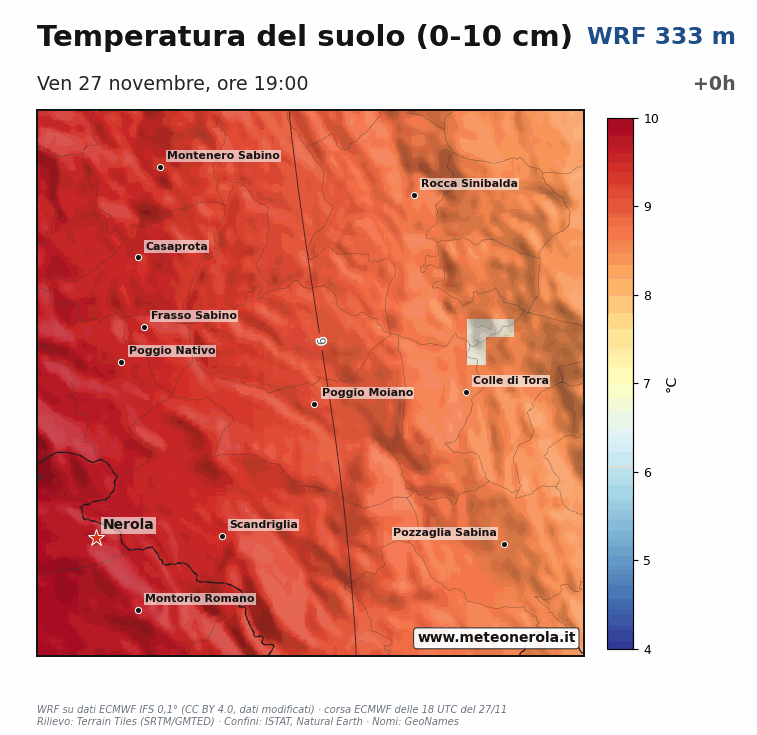 Temperatura del suolo (0-10 cm) WRF 333 m
Ven 27 novembre, ore 19:00 +0h
Montenero Sabino
Rocca Sinibalda
Casaprota
Frasso Sabino
Poggio Nativo
Colle di Tora
Poggio Moiano
Nerola
Scandriglia
Pozzaglia Sabina
Montorio Romano
9
www.meteonerola.it
10
9
8
7
6
5
4
°C
WRF su dati ECMWF IFS 0,1° (CC BY 4.0, dati modificati) · corsa ECMWF delle 18 UTC del 27/11
Rilievo: Terrain Tiles (SRTM/GMTED) · Confini: ISTAT, Natural Earth · Nomi: GeoNames